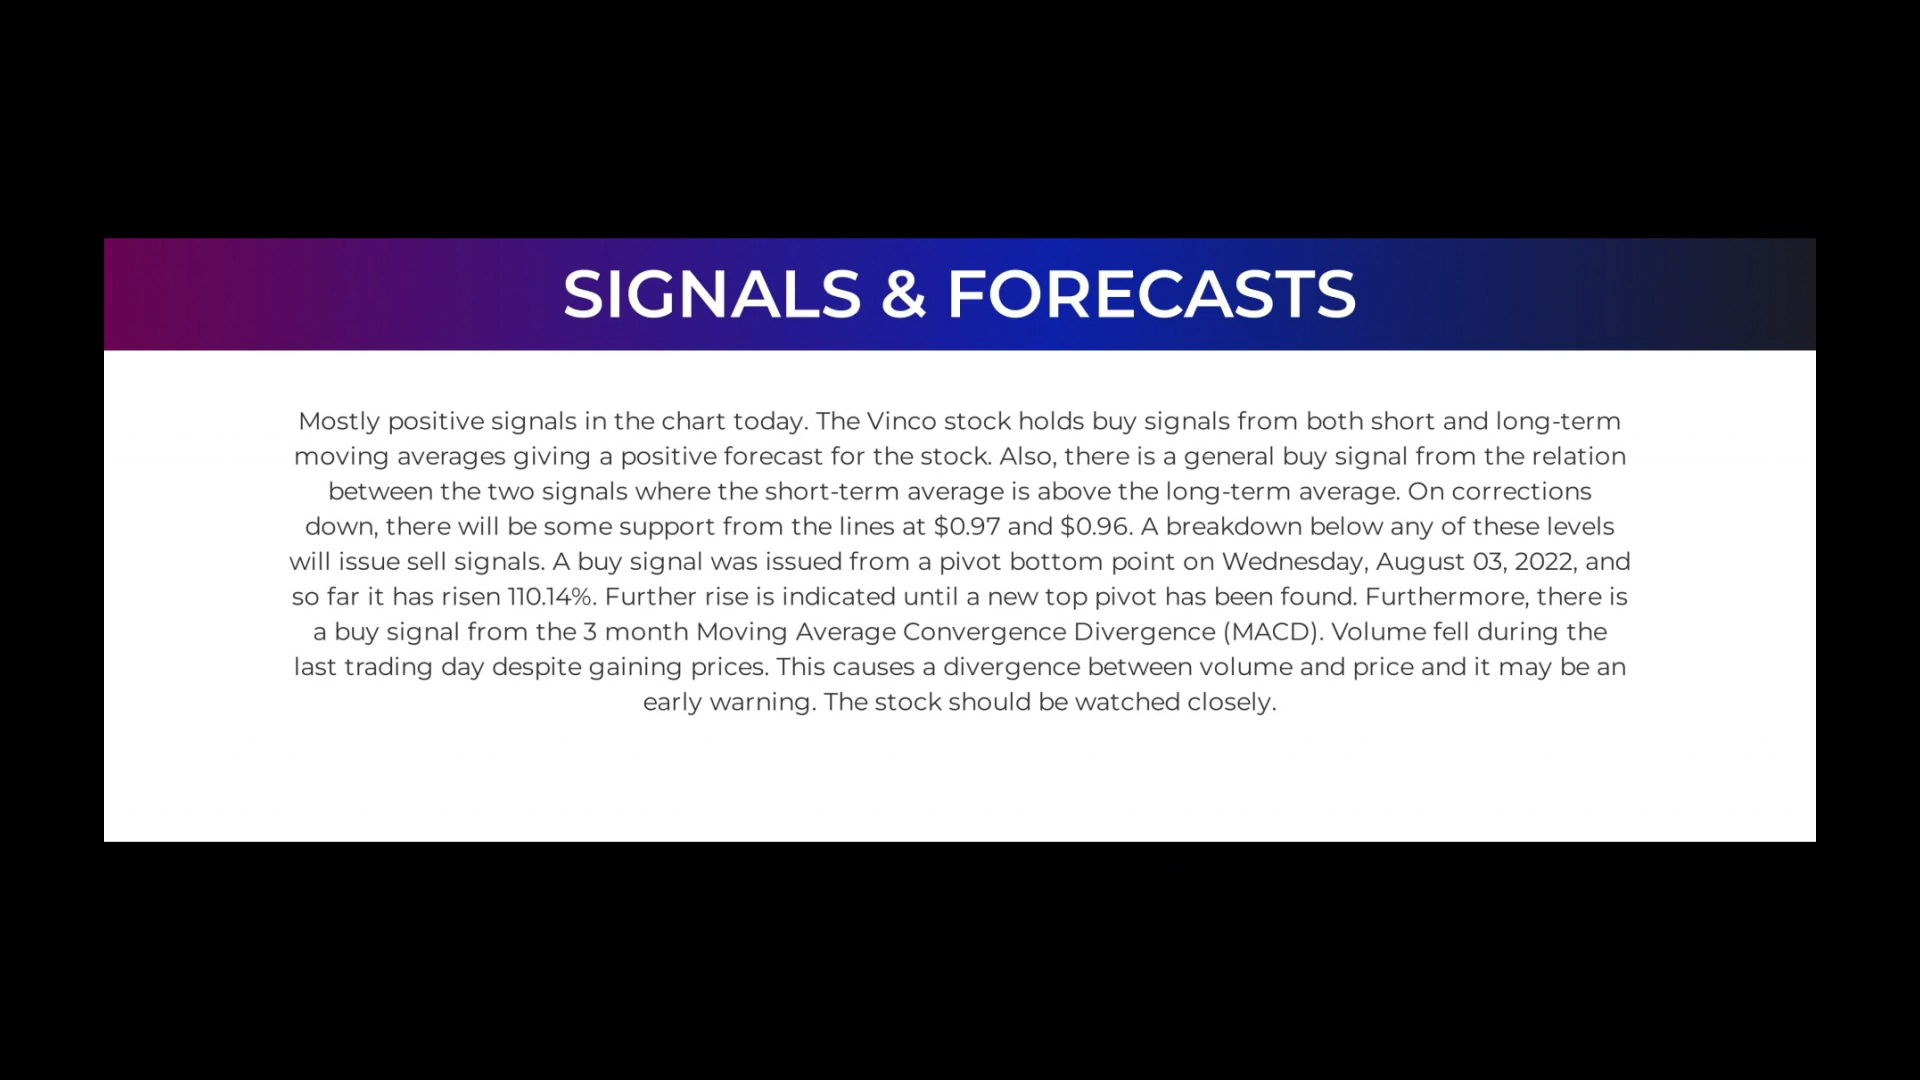 SIGNALS & FORECASTS
Mostly positive signals in the chart today. The Vinco stock holds buy signals from both short and long-term
moving averages giving a positive forecast for the stock. Also, there is a general buy signal from the relation
between the two signals where the short-term average is above the long-term average. On corrections
down, there will be some support from the lines at $0.97 and $0.96. A breakdown below any of these levels
will issue sell signals. A buy signal was issued from a pivot bottom point on Wednesday, August 03, 2022, and
so far it has risen 110.14%. Further rise is indicated until a new top pivot has been found. Furthermore, there is
a buy signal from the 3 month Moving Average Convergence Divergence (MACD). Volume fell during the
last trading day despite gaining prices. This causes a divergence between volume and price and it may be an
early warning. The stock should be watched closely.